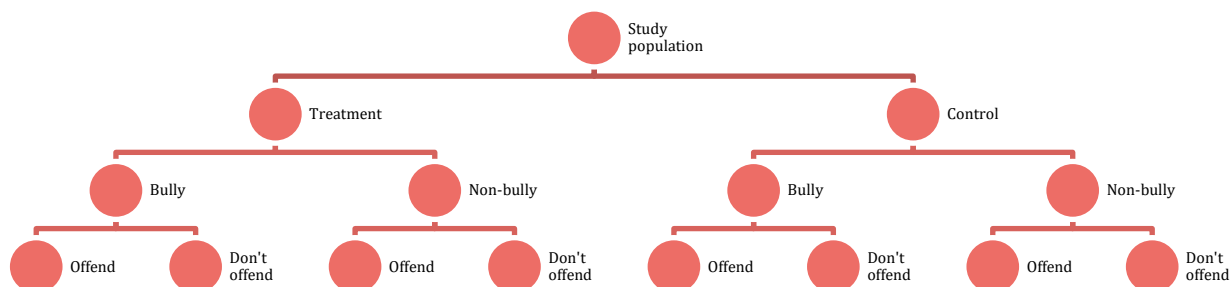 Study
population
Treatment
Control
Bully
Non-bully
Bully
Non-bully
Offend
Don't
offend
Offend
Don't
offend
Offend
Don't
offend
Offend
Don't
offend